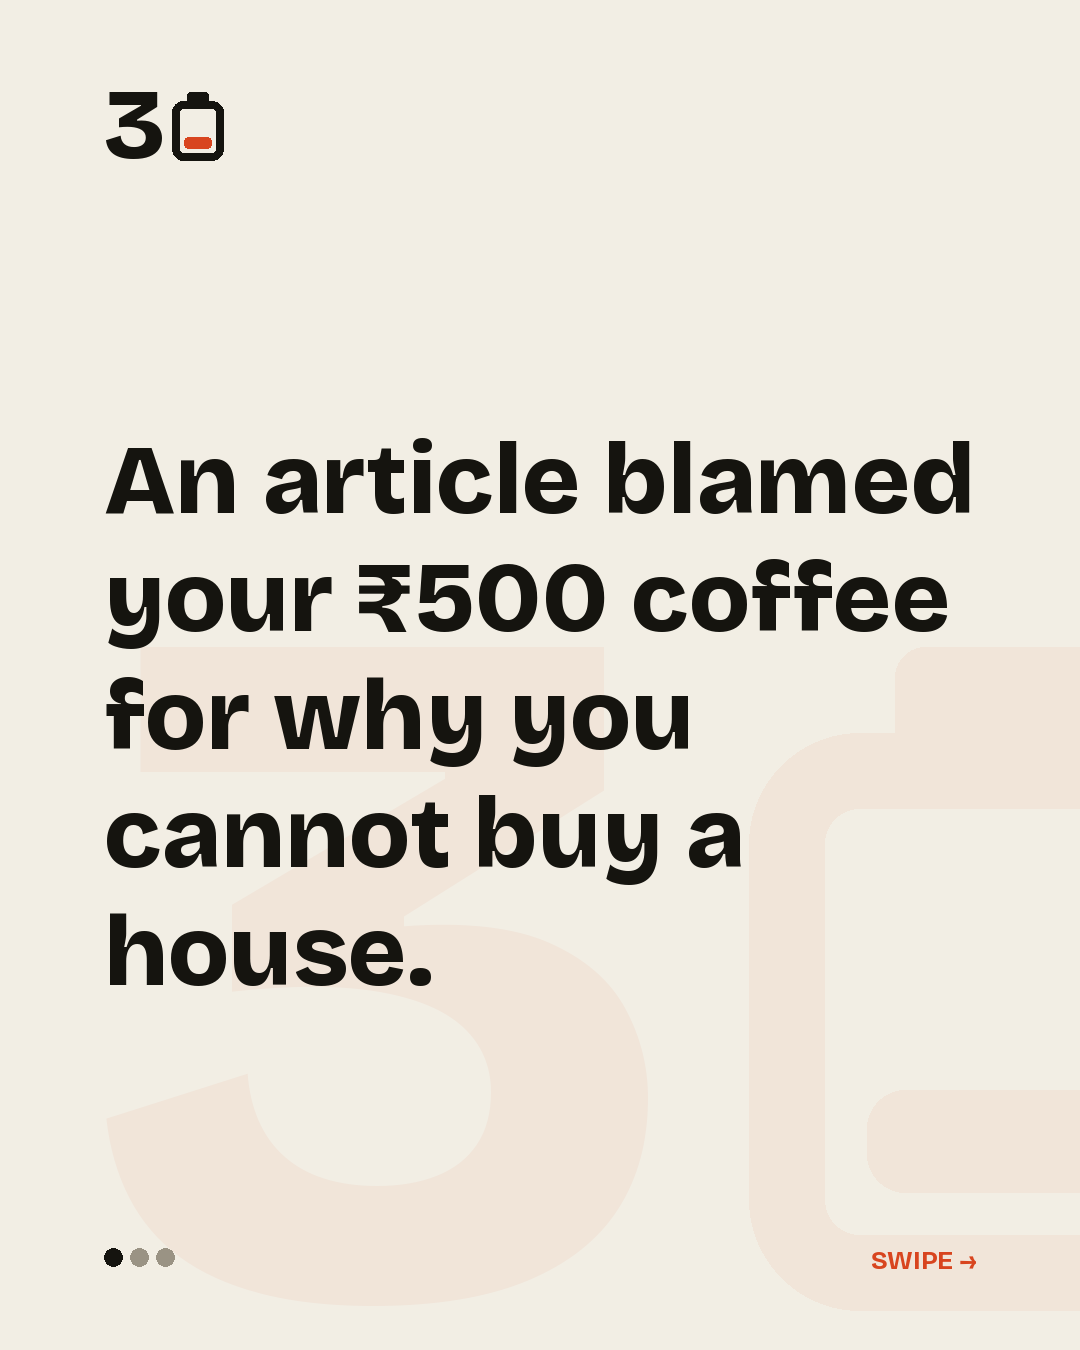 3
An article blamed
your ₹500 coffee
for why you
cannot buy a
house.
SWIPE →